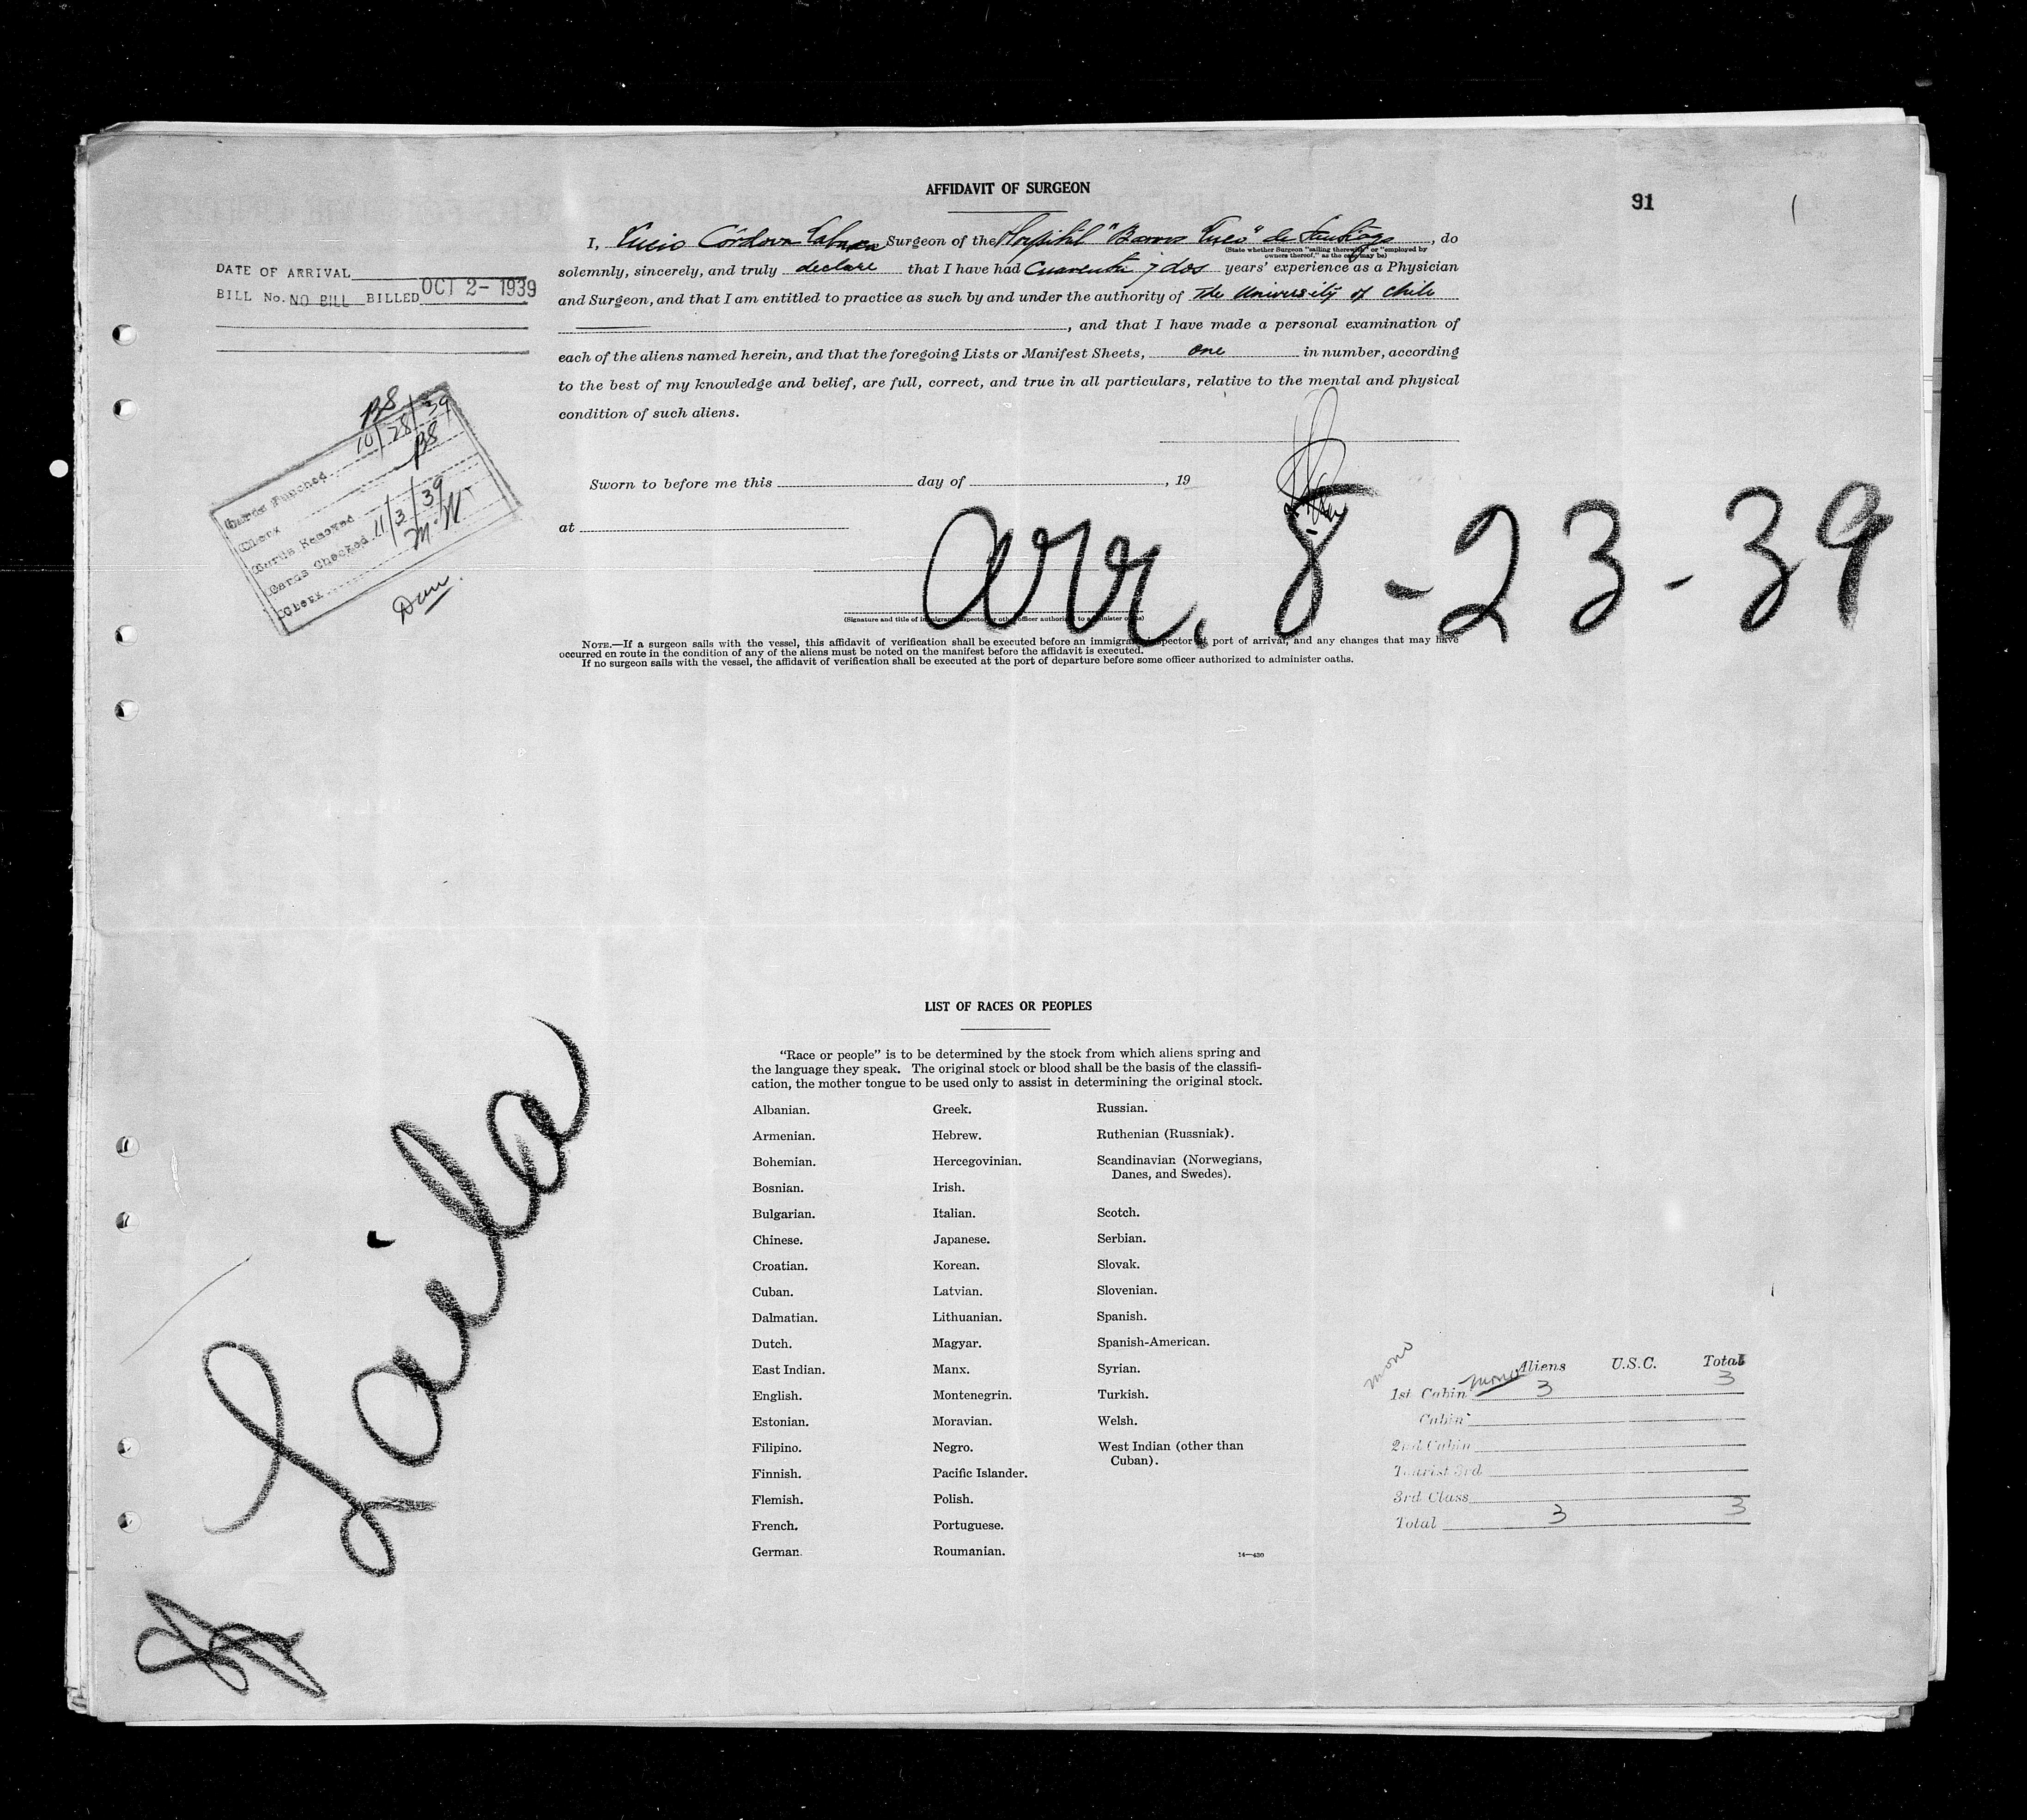 AFFIDAVIT OF SURGEON
91
I, Lucio Córdova Surgeon of the Hospital "Barros Luco" de Santiago, do
(State whether Surgeon "sailing therewith" or "employed by
owners thereof," as the case may be)
solemnly, sincerely, and truly declare that I have had Cuarenta y dos years' experience as a Physician
and Surgeon, and that I am entitled to practice as such by and under the authority of The University of Chile
, and that I have made a personal examination of
each of the aliens named herein, and that the foregoing Lists or Manifest Sheets, one in number, according
to the best of my knowledge and belief, are full, correct, and true in all particulars, relative to the mental and physical
condition of such aliens.
DATE OF ARRIVAL
BILL No. NO BILL BILLED OCT 2- 1939
BS
Cards Punched 10/28/39
Clerk BS
Cards Removed
Cards Checked 11/3/39
Clerk M.W
Sworn to before me this day of , 19
at
arr. 8-23-39
(Signature and title of immigrant inspector or other officer authorized to administer oaths)
NOTE.—If a surgeon sails with the vessel, this affidavit of verification shall be executed before an immigrant inspector at port of arrival, and any changes that may have
occurred en route in the condition of any of the aliens must be noted on the manifest before the affidavit is executed.
If no surgeon sails with the vessel, the affidavit of verification shall be executed at the port of departure before some officer authorized to administer oaths.
Laila
LIST OF RACES OR PEOPLES
"Race or people" is to be determined by the stock from which aliens spring and
the language they speak. The original stock or blood shall be the basis of the classifi-
cation, the mother tongue to be used only to assist in determining the original stock.
Albanian.
Armenian.
Bohemian.
Bosnian.
Bulgarian.
Chinese.
Croatian.
Cuban.
Dalmatian.
Dutch.
East Indian.
English.
Estonian.
Filipino.
Finnish.
Flemish.
French.
German.
Greek.
Hebrew.
Hercegovinian.
Irish.
Italian.
Japanese.
Korean.
Latvian.
Lithuanian.
Magyar.
Manx.
Montenegrin.
Moravian.
Negro.
Pacific Islander.
Polish.
Portuguese.
Roumanian.
Russian.
Ruthenian (Russniak).
Scandinavian (Norwegians,
Danes, and Swedes).
Scotch.
Serbian.
Slovak.
Slovenian.
Spanish.
Spanish-American.
Syrian.
Turkish.
Welsh.
West Indian (other than
Cuban).
14—430
mono
Aliens U.S.C. Total
1st Cabin mono 3 3
Cabin
2nd Cabin
Tourist 3rd
3rd Class
Total 3 3